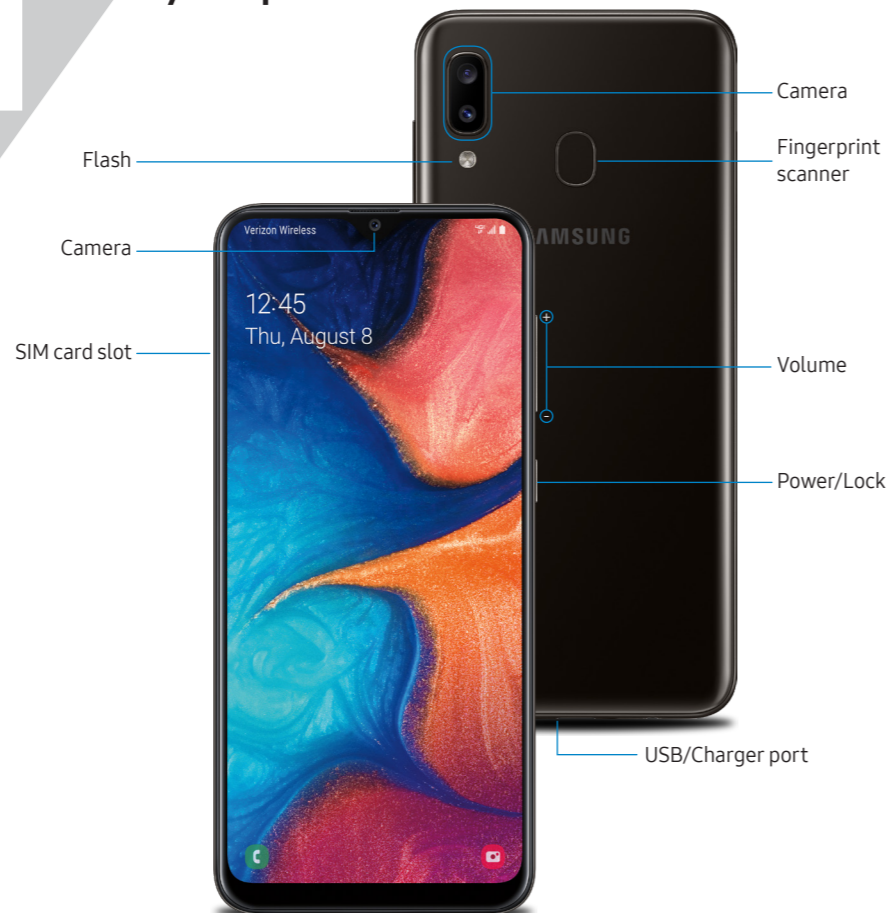 Camera
Fingerprint
scanner
Flash
SAMSUNG
Camera
Verizon Wireless
12:45
Thu, August 8
SIM card slot
+
Volume
-
Power/Lock
USB/Charger port